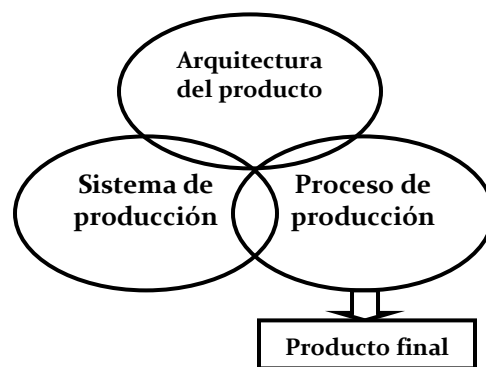 Arquitectura
del producto
Sistema de
producción
Proceso de
producción
Producto final